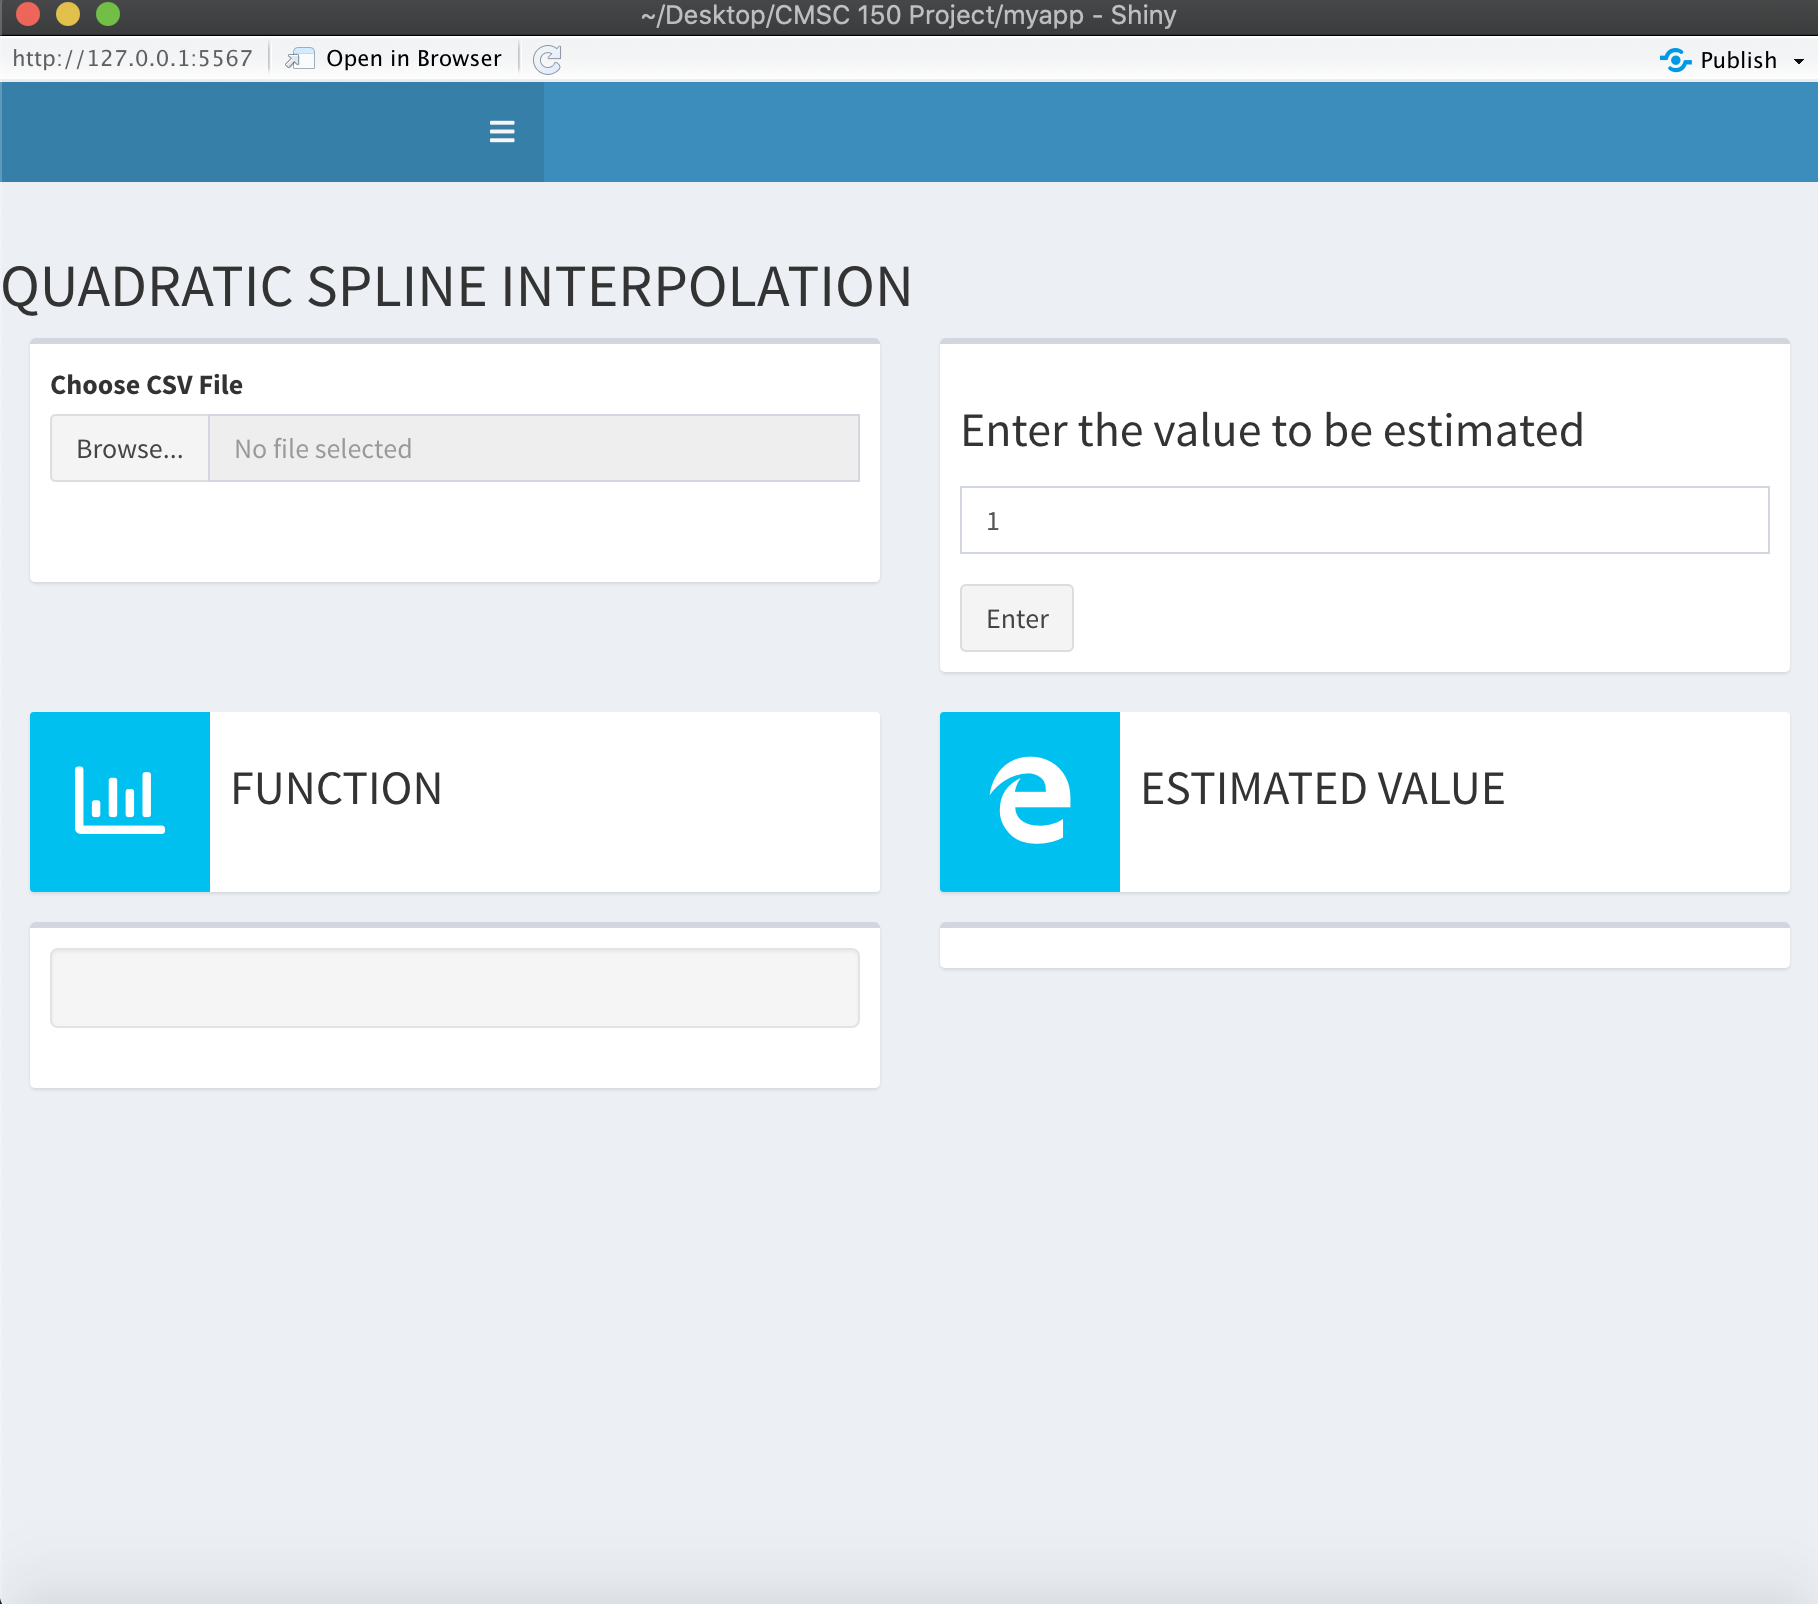 ~/Desktop/CMSC 150 Project/myapp - Shiny
http://127.0.0.1:5567 Open in Browser Publish
QUADRATIC SPLINE INTERPOLATION
Choose CSV File
Browse... No file selected
Enter the value to be estimated
1
Enter
FUNCTION
ESTIMATED VALUE